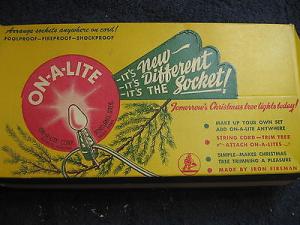 Arrange sockets anywhere on cord!
FOOLPROOF-FIREPROOF-SHOCKPROOF
ON-A-LITE
-IT'S New-
-IT'S Different
-IT'S THE Socket!
Tomorrow's Christmas tree lights today!
MAKE UP YOUR OWN SET
ADD ON-A-LITE ANYWHERE
STRING CORD-TRIM TREE
ATTACH ON-A-LITES
SIMPLE-MAKES CHRISTMAS
TREE TRIMMING A PLEASURE
MADE BY IRON FIREMAN